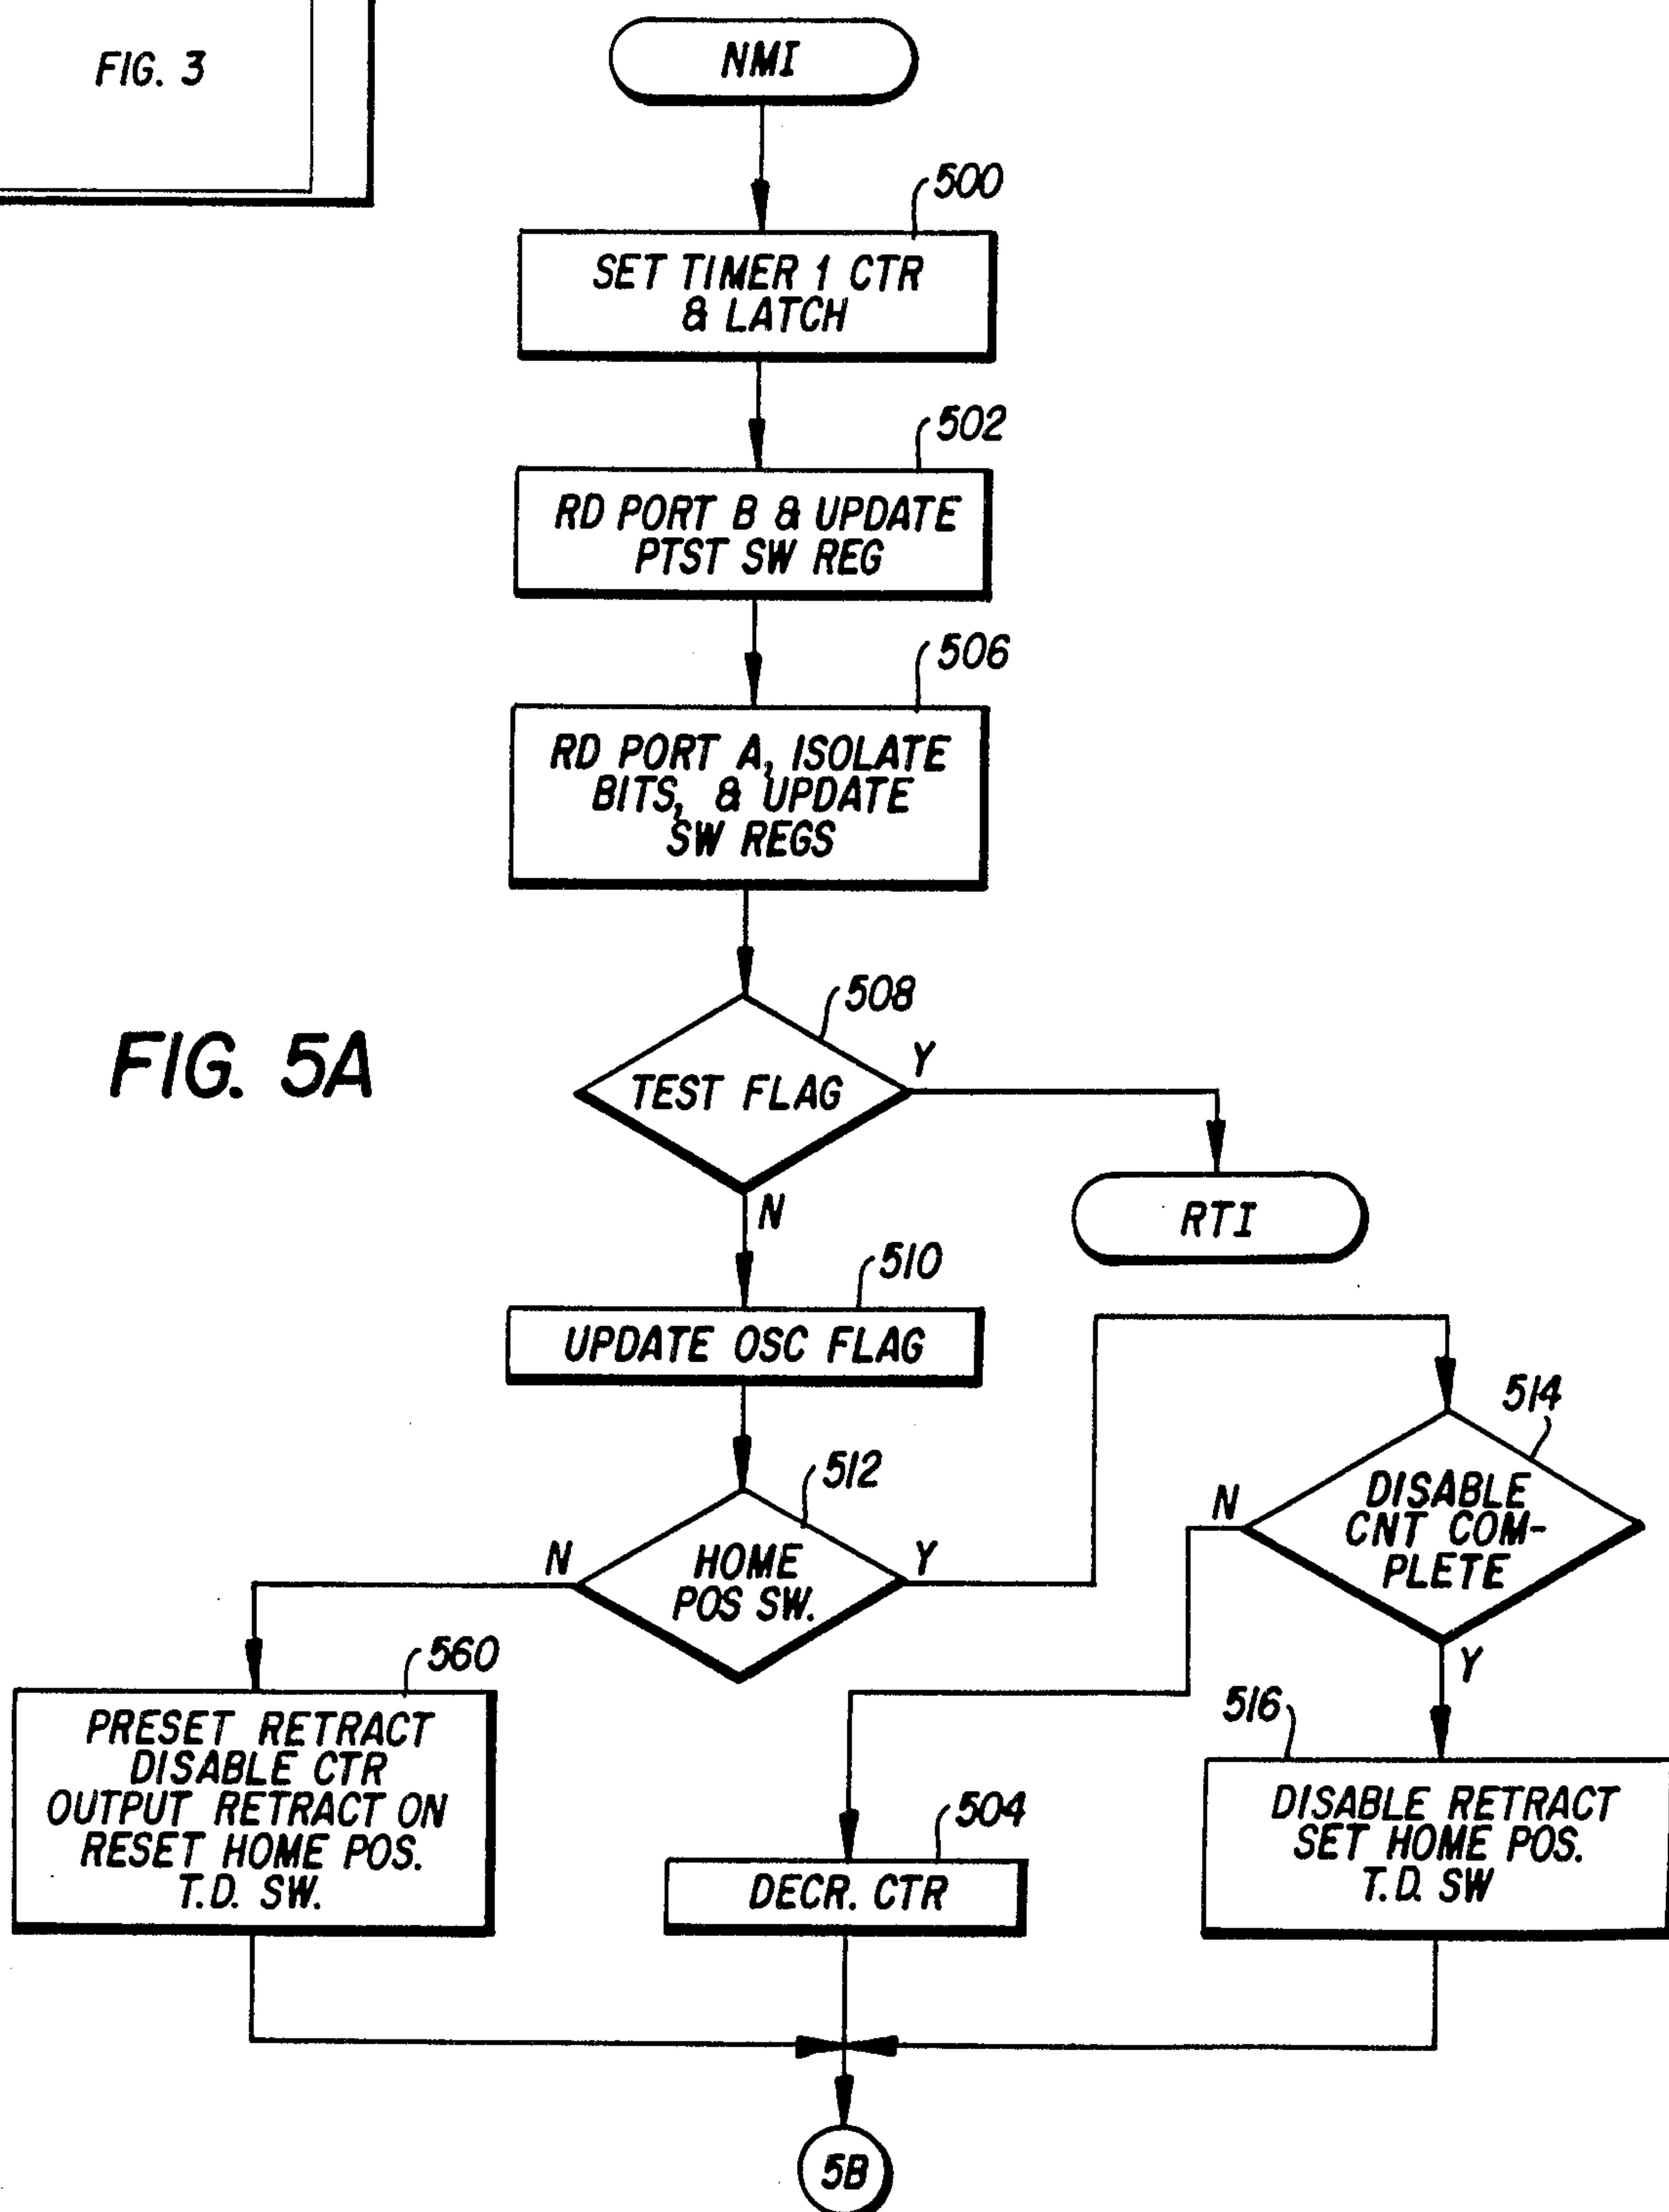 FIG. 3
NMI
500
SET TIMER 1 CTR
& LATCH
502
RD PORT B & UPDATE
PTST SW REG
506
RD PORT A, ISOLATE
BITS, & UPDATE
SW REGS
FIG. 5A
508
TEST FLAG
Y
N
RTI
510
UPDATE OSC FLAG
512
HOME
POS SW.
N
Y
514
DISABLE
CNT COM-
PLETE
N
Y
560
PRESET RETRACT
DISABLE CTR
OUTPUT RETRACT ON
RESET HOME POS.
T.D. SW.
504
DECR. CTR
516
DISABLE RETRACT
SET HOME POS.
T.D. SW
5B